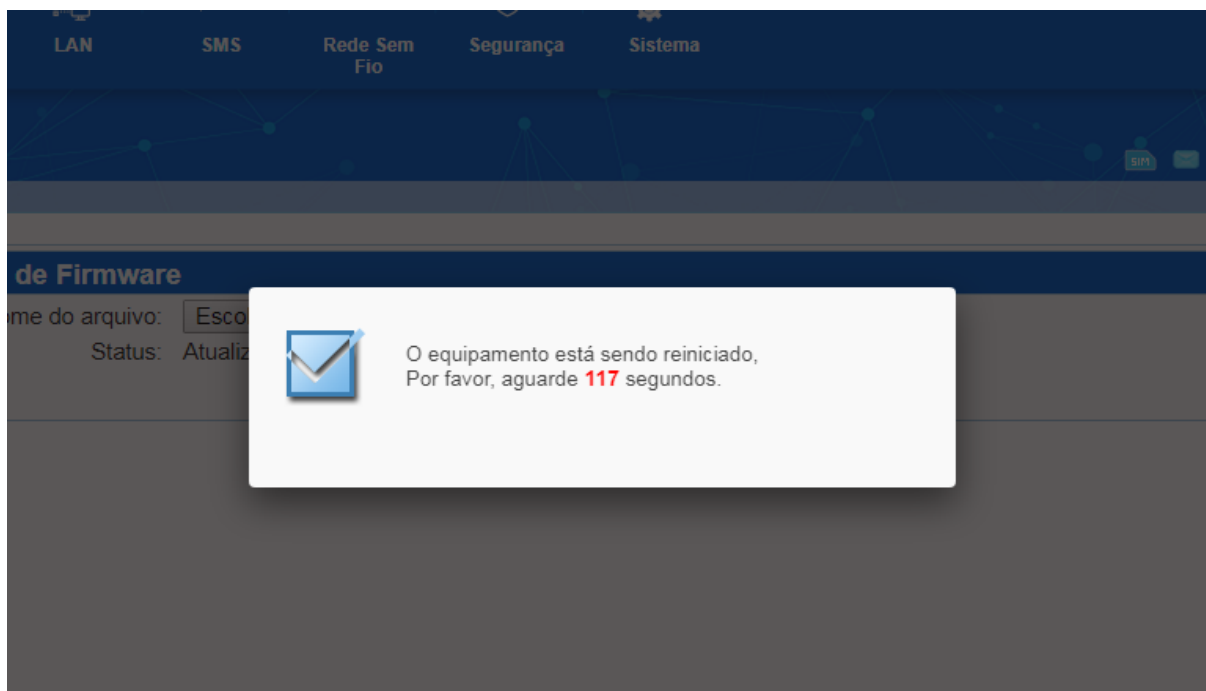 LAN
SMS
Rede Sem
Fio
Segurança
Sistema
SIM
de Firmware
me do arquivo:
Esco
Status:
Atualiz
O equipamento está sendo reiniciado,
Por favor, aguarde 117 segundos.